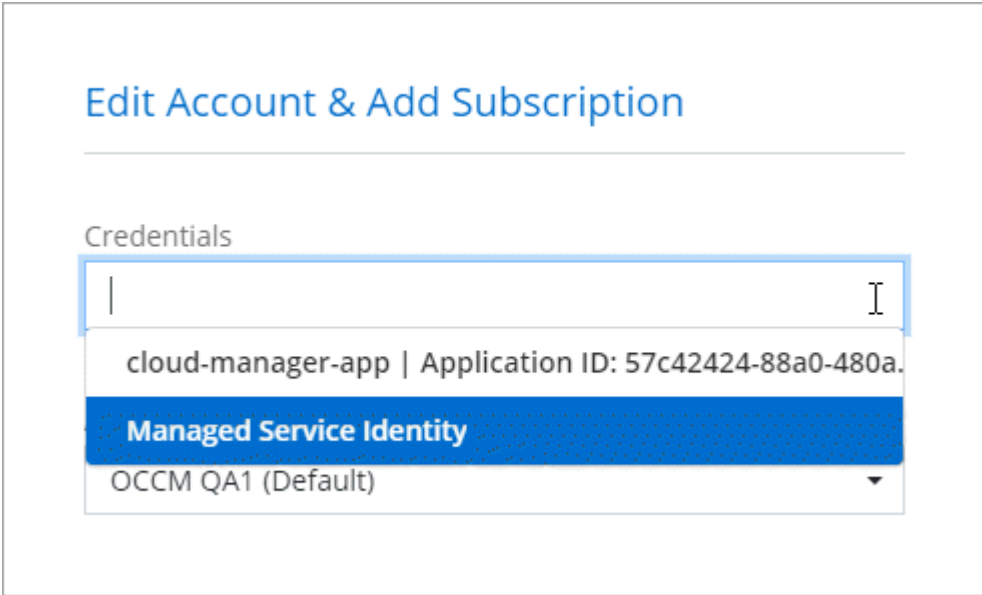 Edit Account & Add Subscription
Credentials
cloud-manager-app | Application ID: 57c42424-88a0-480a.
Managed Service Identity
OCCM QA1 (Default)